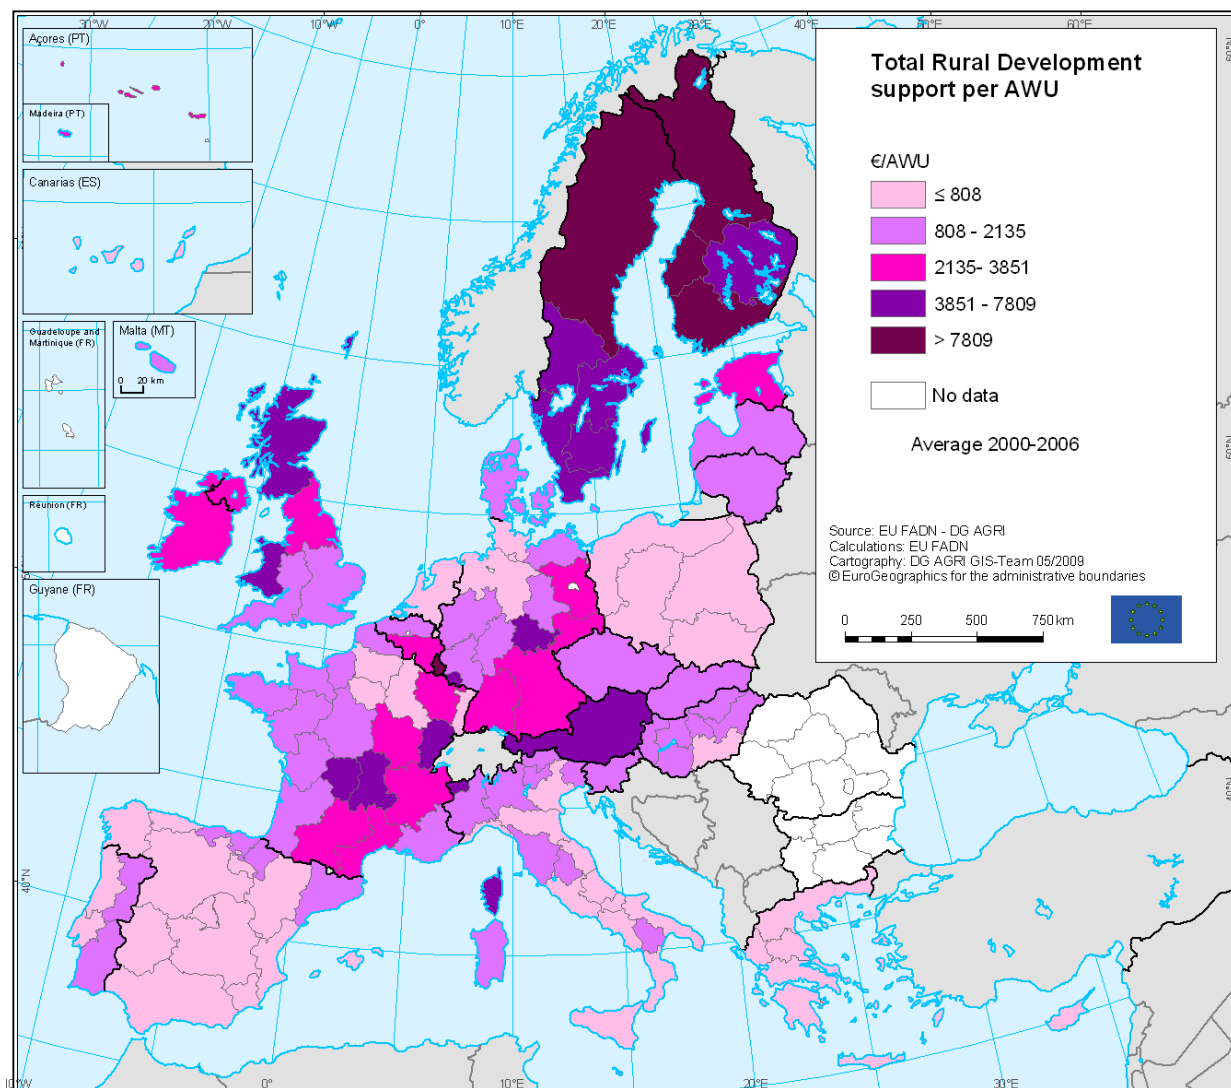 30°W
20°W
10°W
0°
10°E
20°E
30°E
40°E
50°E
60°E
Açores (PT)
Madeira (PT)
Canarias (ES)
Guadeloupe and
Martinique (FR)
Malta (MT)
0 20 km
Réunion (FR)
Guyane (FR)
Total Rural Development
support per AWU
€/AWU
≤ 808
808 - 2135
2135- 3851
3851 - 7809
> 7809
No data
Average 2000-2006
Source: EU FADN - DG AGRI
Calculations: EU FADN
Cartography: DG AGRI GIS-Team 05/2009
© EuroGeographics for the administrative boundaries
0 250 500 750 km
40°N
10°W
0°
10°E
20°E
30°E